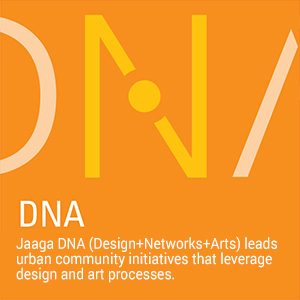 DNA
DNA
Jaaga DNA (Design+Networks+Arts) leads
urban community initiatives that leverage
design and art processes.